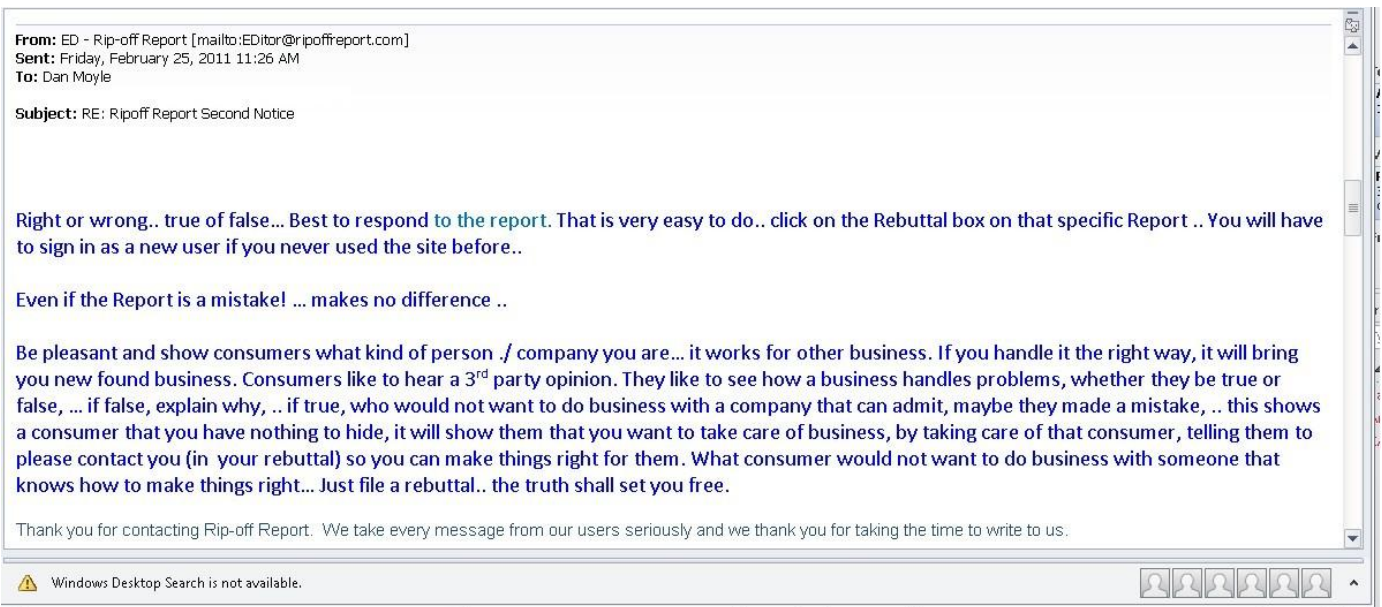 From: ED - Rip-off Report [mailto:EDitor@ripoffreport.com]
Sent: Friday, February 25, 2011 11:26 AM
To: Dan Moyle
Subject: RE: Ripoff Report Second Notice
Right or wrong.. true of false... Best to respond to the report. That is very easy to do.. click on the Rebuttal box on that specific Report .. You will have
to sign in as a new user if you never used the site before..
Even if the Report is a mistake! ... makes no difference ..
Be pleasant and show consumers what kind of person ./ company you are... it works for other business. If you handle it the right way, it will bring
you new found business. Consumers like to hear a 3rd party opinion. They like to see how a business handles problems, whether they be true or
false, ... if false, explain why, .. if true, who would not want to do business with a company that can admit, maybe they made a mistake, .. this shows
a consumer that you have nothing to hide, it will show them that you want to take care of business, by taking care of that consumer, telling them to
please contact you (in your rebuttal) so you can make things right for them. What consumer would not want to do business with someone that
knows how to make things right... Just file a rebuttal.. the truth shall set you free.
Thank you for contacting Rip-off Report. We take every message from our users seriously and we thank you for taking the time to write to us.
Windows Desktop Search is not available.